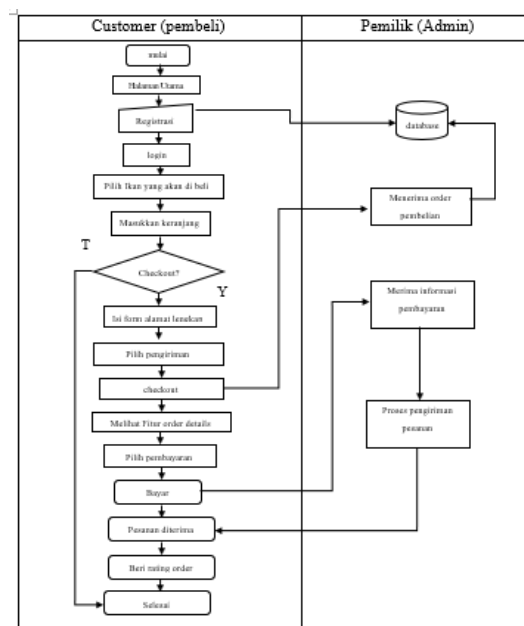 Customer (pembeli)
Pemilik (Admin)
mulai
Halaman/Utama
Registrasi
database
login
Pilih Ikan yang akan di beli
Menerima order
pembelian
Masukkan keranjang
T
Checkout?
Y
Merima informasi
pembayaran
Isi form alamat
Pilih pengiriman
checkout
Melihat Fitur order details
Proses pengiriman
pesanan
Pilih pembayaran
Bayar
Pesanan diterima
Beri rating order
Selesai